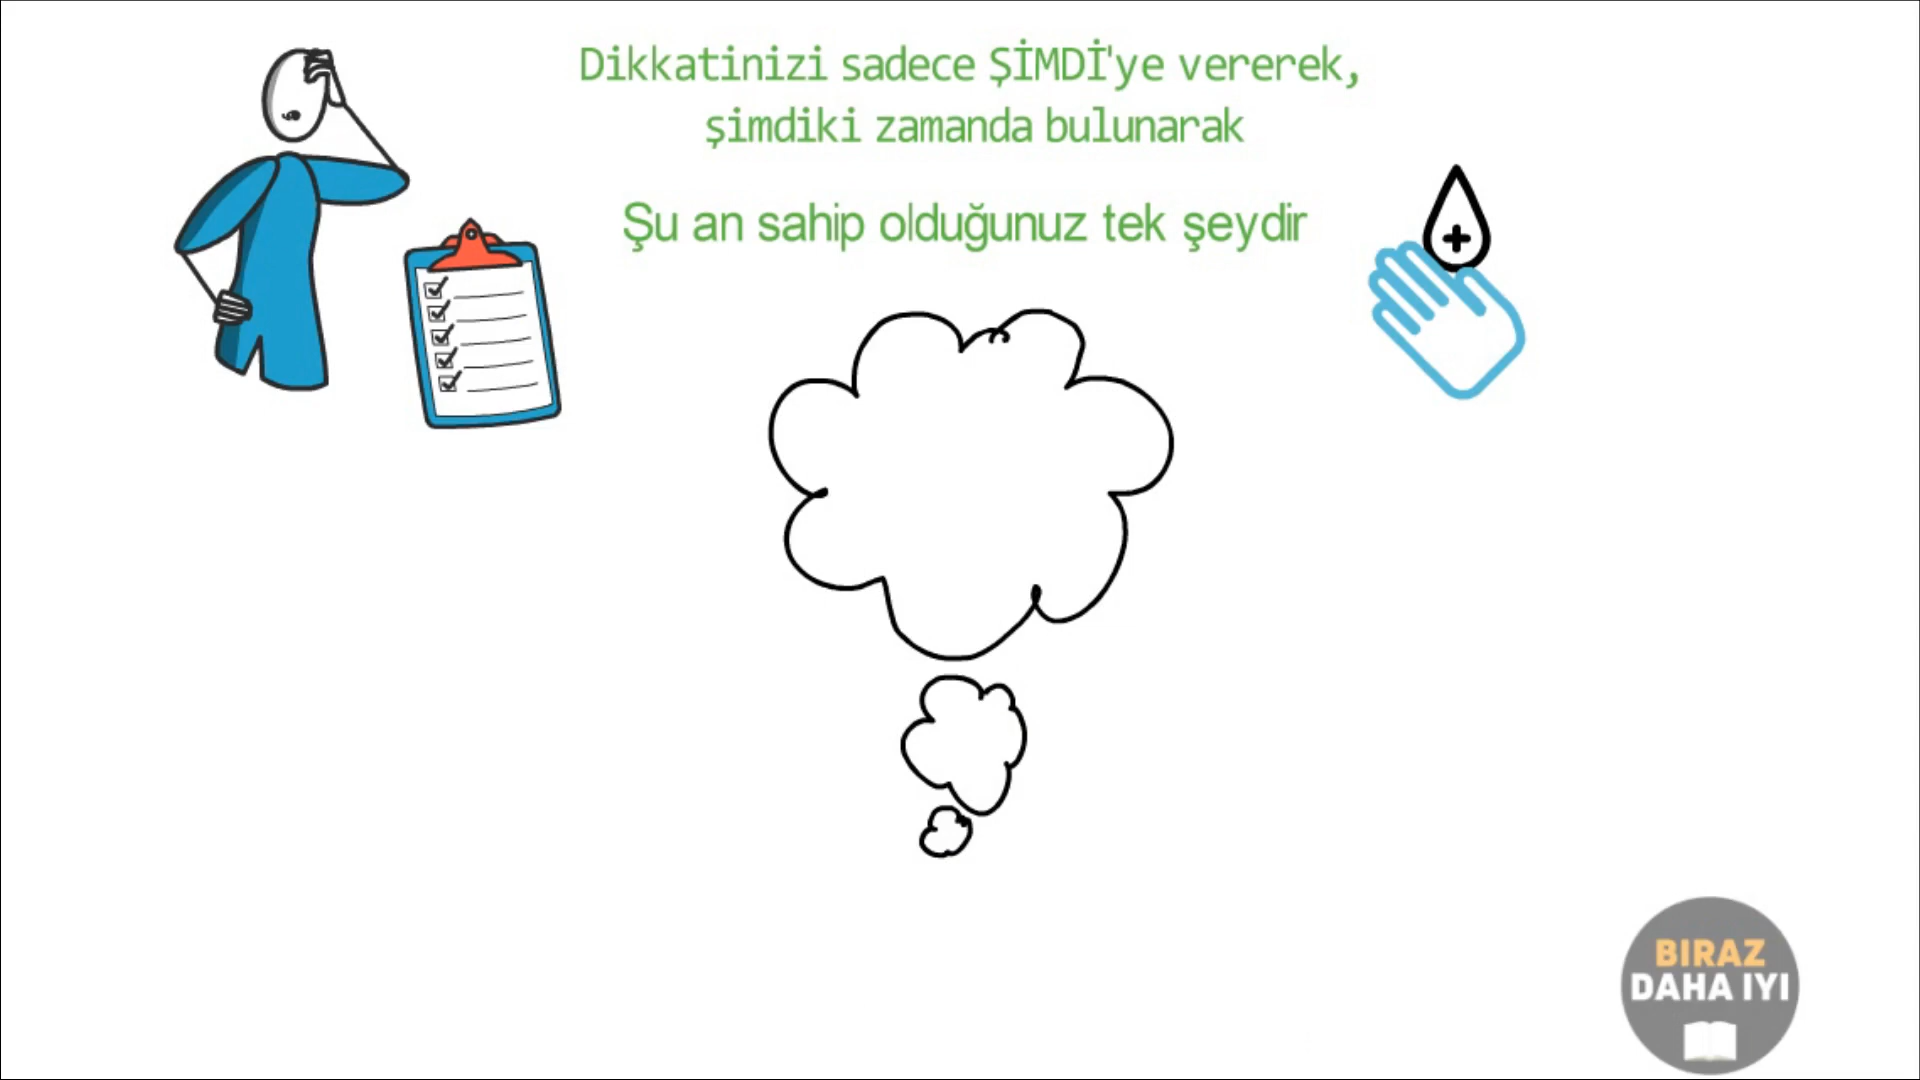 Dikkatinizi sadece ŞİMDİ'ye vererek,
şimdiki zamanda bulunarak
Şu an sahip olduğunuz tek şeydir
BIRAZ
DAHA IYI